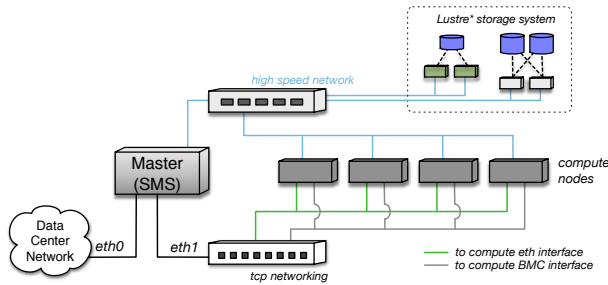 Lustre* storage system
high speed network
Master
(SMS)
compute
nodes
Data
Center
Network
eth0
eth1
to compute eth interface
to compute BMC interface
tcp networking